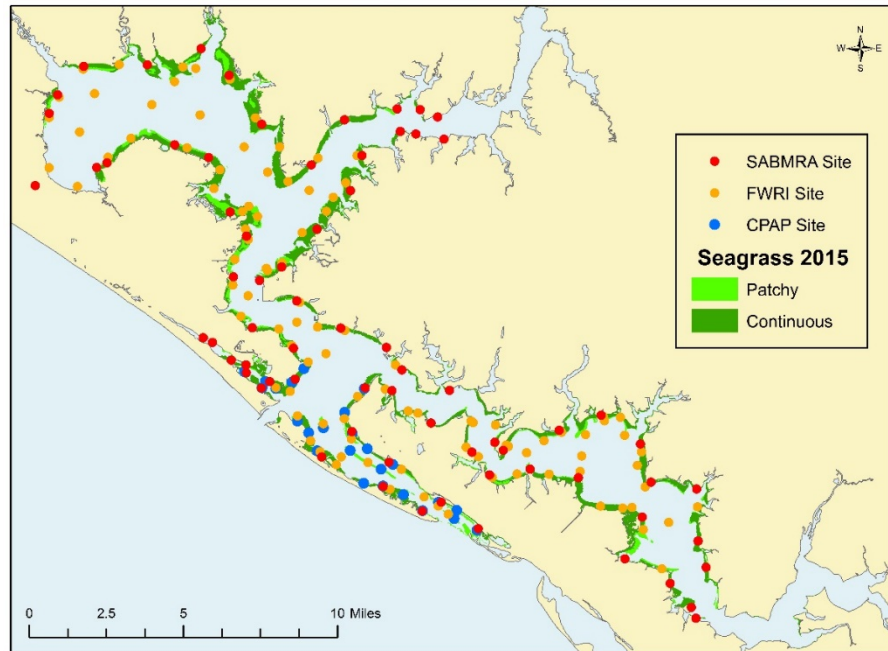 N
W E
S
SABMRA Site
FWRI Site
CPAP Site
Seagrass 2015
Patchy
Continuous
0 2.5 5 10 Miles